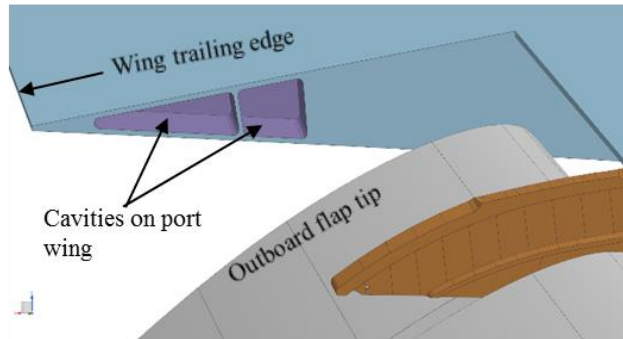 Wing trailing edge
Cavities on port
wing
Outboard flap tip